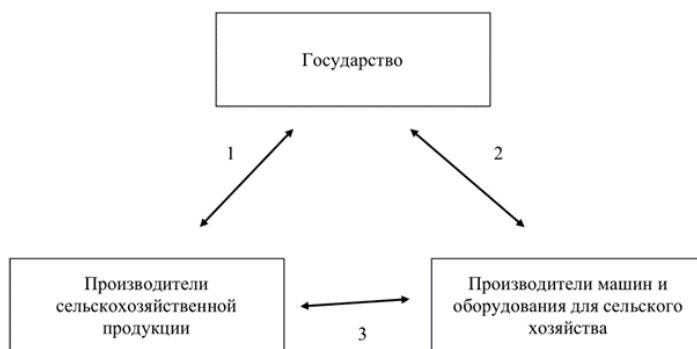 Государство
1
2
Производители
сельскохозяйственной
продукции
Производители машин и
оборудования для сельского
хозяйства
3